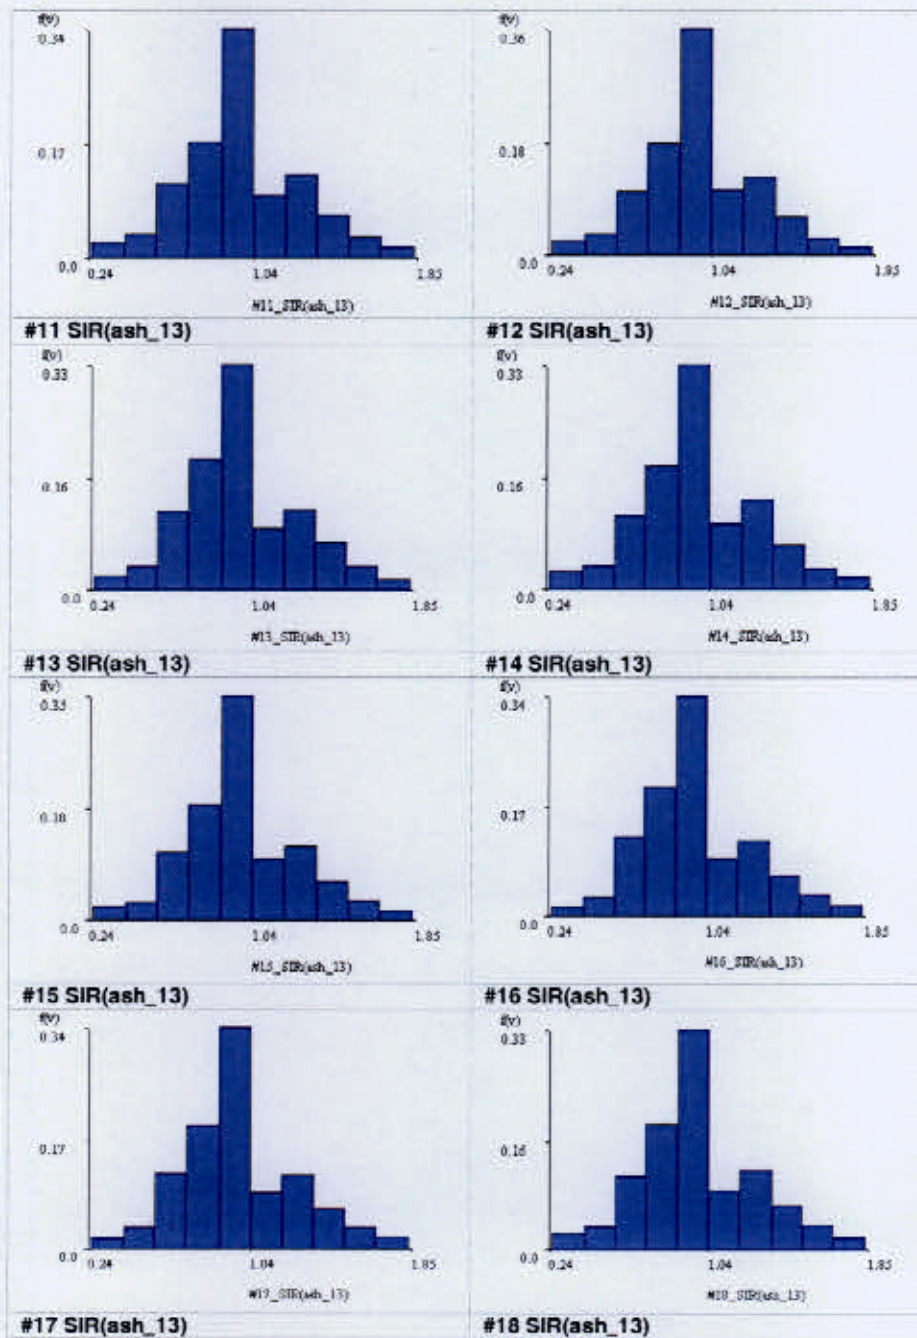 f(v)
0.34
0.17
0.0
0.24 1.04 1.85
#11_SIR(ash_13)
#11 SIR(ash_13)
f(v)
0.36
0.18
0.0
0.24 1.04 1.85
#12_SIR(ash_13)
#12 SIR(ash_13)
f(v)
0.33
0.16
0.0
0.24 1.04 1.85
#13_SIR(ash_13)
#13 SIR(ash_13)
f(v)
0.33
0.16
0.0
0.24 1.04 1.85
#14_SIR(ash_13)
#14 SIR(ash_13)
f(v)
0.33
0.16
0.0
0.24 1.04 1.85
#15_SIR(ash_13)
#15 SIR(ash_13)
f(v)
0.34
0.17
0.0
0.24 1.04 1.85
#16_SIR(ash_13)
#16 SIR(ash_13)
f(v)
0.34
0.17
0.0
0.24 1.04 1.85
#17_SIR(ash_13)
#17 SIR(ash_13)
f(v)
0.33
0.16
0.0
0.24 1.04 1.85
#18_SIR(ash_13)
#18 SIR(ash_13)